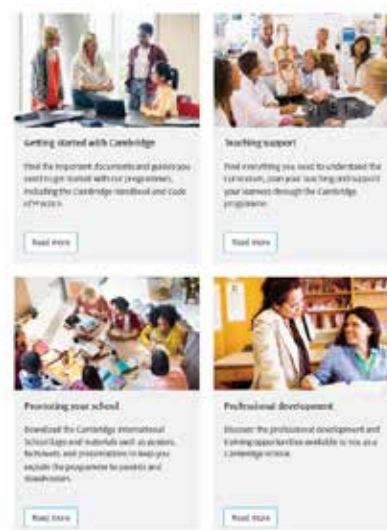 Getting started with Cambridge
Find the important documents and guides you
need to get started with our programmes,
including the Cambridge Handbook and Code
of Practice.
Read more
Teaching support
Find everything you need to understand the
curriculum, plan your teaching and support
your learners through the Cambridge
programme.
Read more
Promoting your school
Download the Cambridge International
School logo and materials such as posters,
factsheets, and presentations to help you
explain the programme to parents and
stakeholders.
Read more
Professional development
Discover the professional development and
training opportunities available to you as a
Cambridge school.
Read more